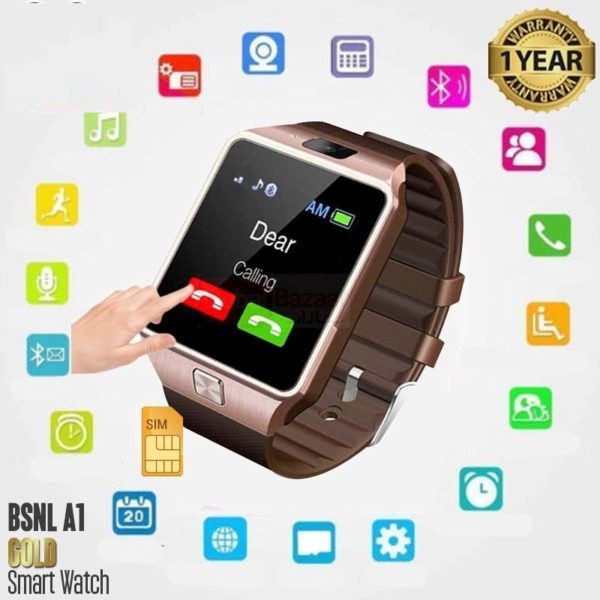 WARRANTY
1 YEAR
WARRANTY
AM
Dear
Calling
SIM
20
BSNL A1
GOLD
Smart Watch